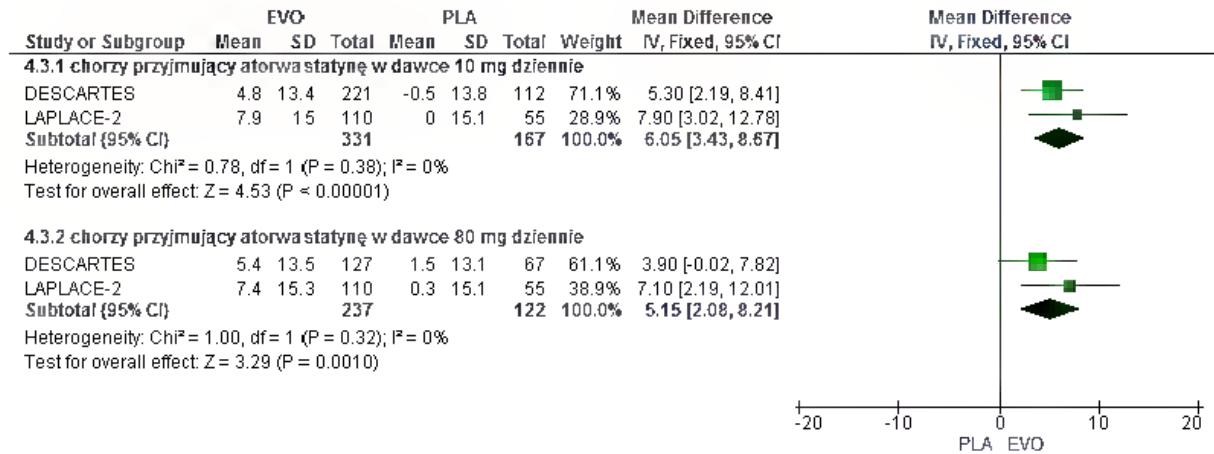 EVO PLA Mean Difference Mean Difference
Study or Subgroup Mean SD Total Mean SD Total Weight IV, Fixed, 95% CI IV, Fixed, 95% CI
4.3.1 chorzy przyjmujący atorwastatynę w dawce 10 mg dziennie
DESCARTES 4.8 13.4 221 -0.5 13.8 112 71.1% 5.30 [2.19, 8.41]
LAPLACE-2 7.9 15 110 0 15.1 55 28.9% 7.90 [3.02, 12.78]
Subtotal (95% CI) 331 167 100.0% 6.05 [3.43, 8.67]
Heterogeneity: Chi² = 0.78, df = 1 (P = 0.38); I² = 0%
Test for overall effect: Z = 4.53 (P < 0.00001)
4.3.2 chorzy przyjmujący atorwastatynę w dawce 80 mg dziennie
DESCARTES 5.4 13.5 127 1.5 13.1 67 61.1% 3.90 [-0.02, 7.82]
LAPLACE-2 7.4 15.3 110 0.3 15.1 55 38.9% 7.10 [2.19, 12.01]
Subtotal (95% CI) 237 122 100.0% 5.15 [2.08, 8.21]
Heterogeneity: Chi² = 1.00, df = 1 (P = 0.32); I² = 0%
Test for overall effect: Z = 3.29 (P = 0.0010)
-20 -10 0 10 20
PLA EVO